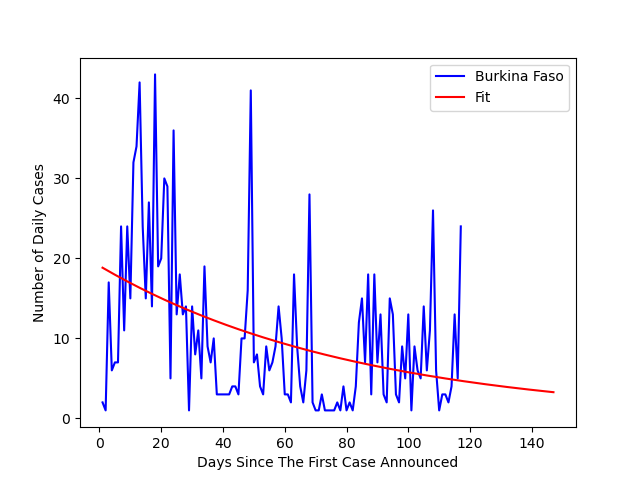 Burkina Faso
Fit
40
30
20
10
0
Number of Daily Cases
0 20 40 60 80 100 120 140
Days Since The First Case Announced